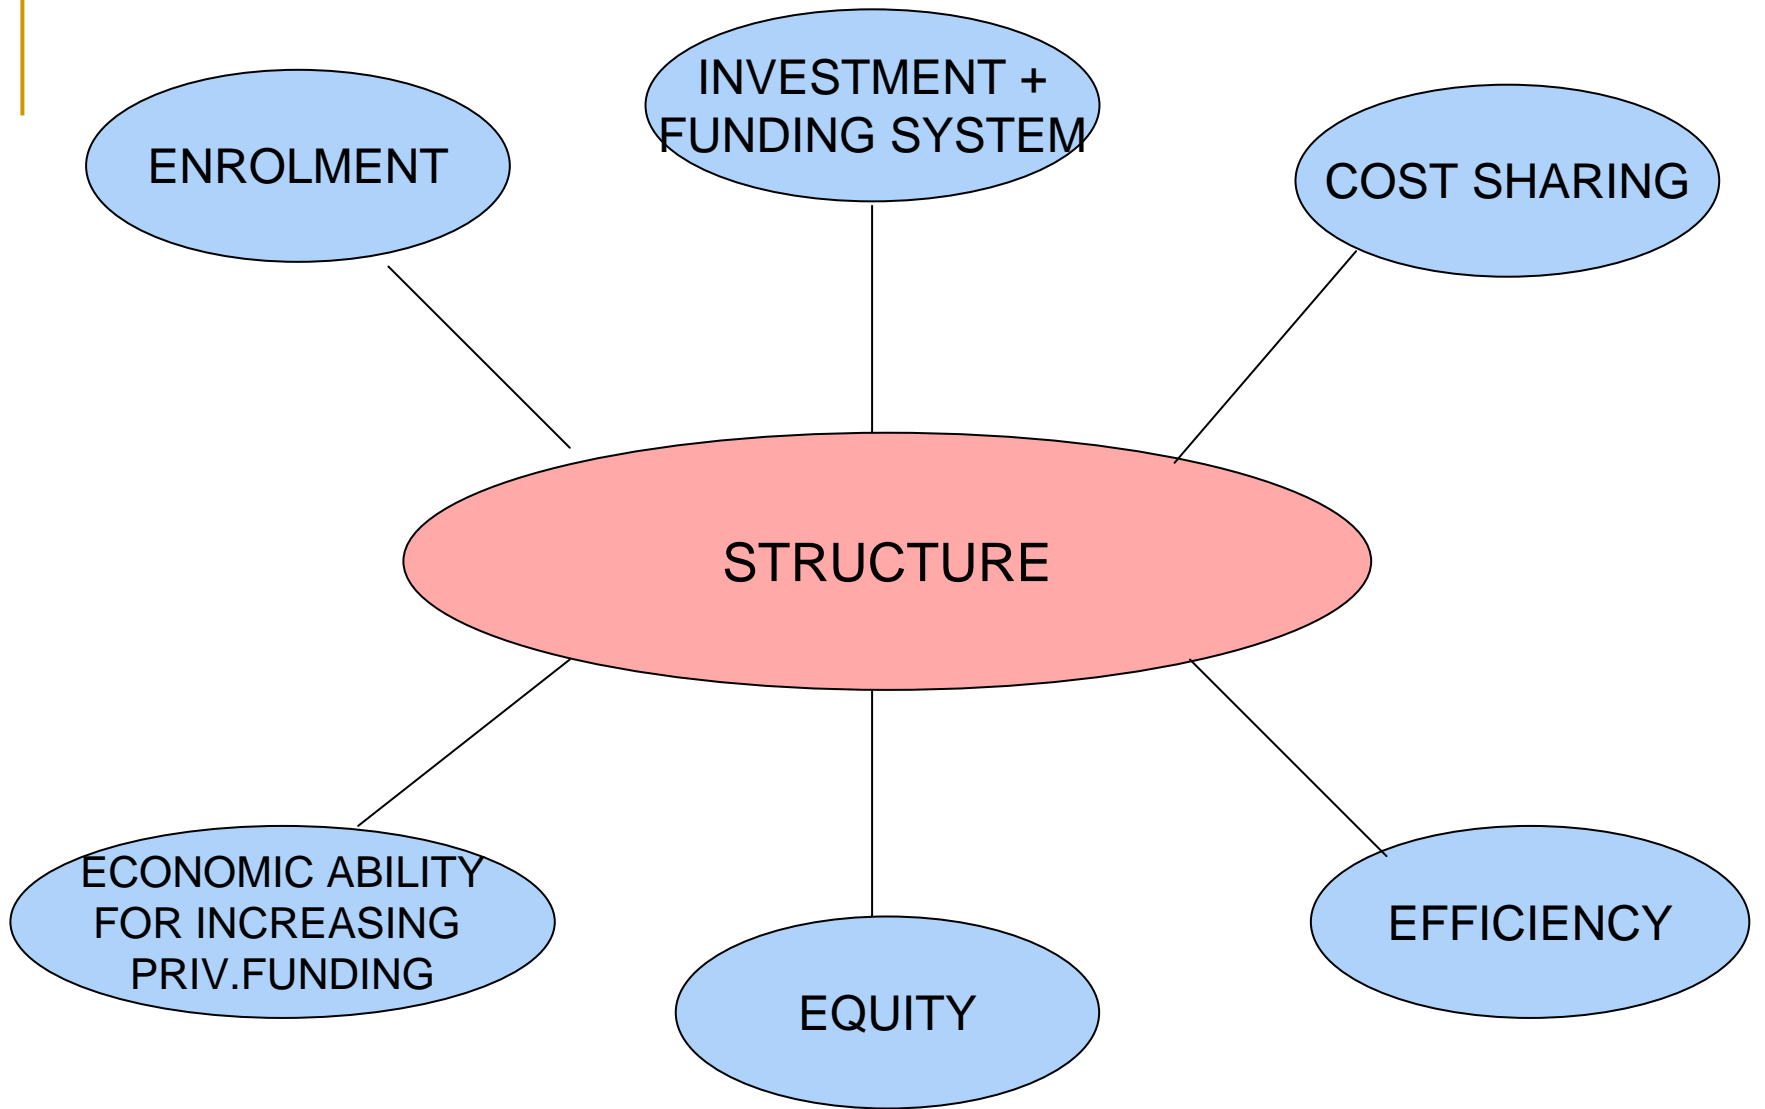 ENROLMENT
INVESTMENT +
FUNDING SYSTEM
COST SHARING
STRUCTURE
ECONOMIC ABILITY
FOR INCREASING
PRIV.FUNDING
EQUITY
EFFICIENCY